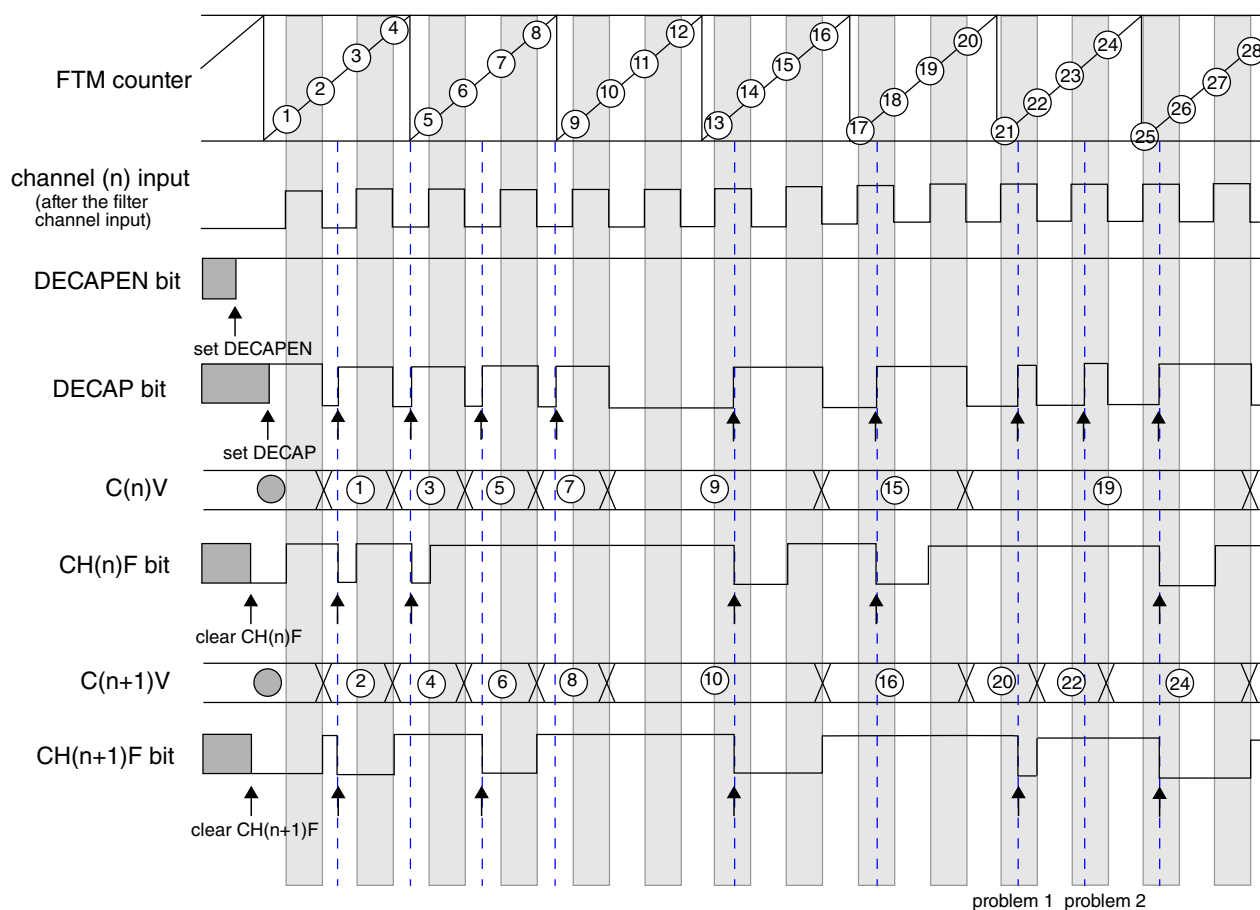 FTM counter
1 2 3 4 5 6 7 8 9 10 11 12 13 14 15 16 17 18 19 20 21 22 23 24 25 26 27 28
channel (n) input
(after the filter
channel input)
DECAPEN bit
set DECAPEN
DECAP bit
set DECAP
C(n)V
1 3 5 7 9 15 19
CH(n)F bit
clear CH(n)F
C(n+1)V
2 4 6 8 10 16 20 22 24
CH(n+1)F bit
clear CH(n+1)F
problem 1 problem 2